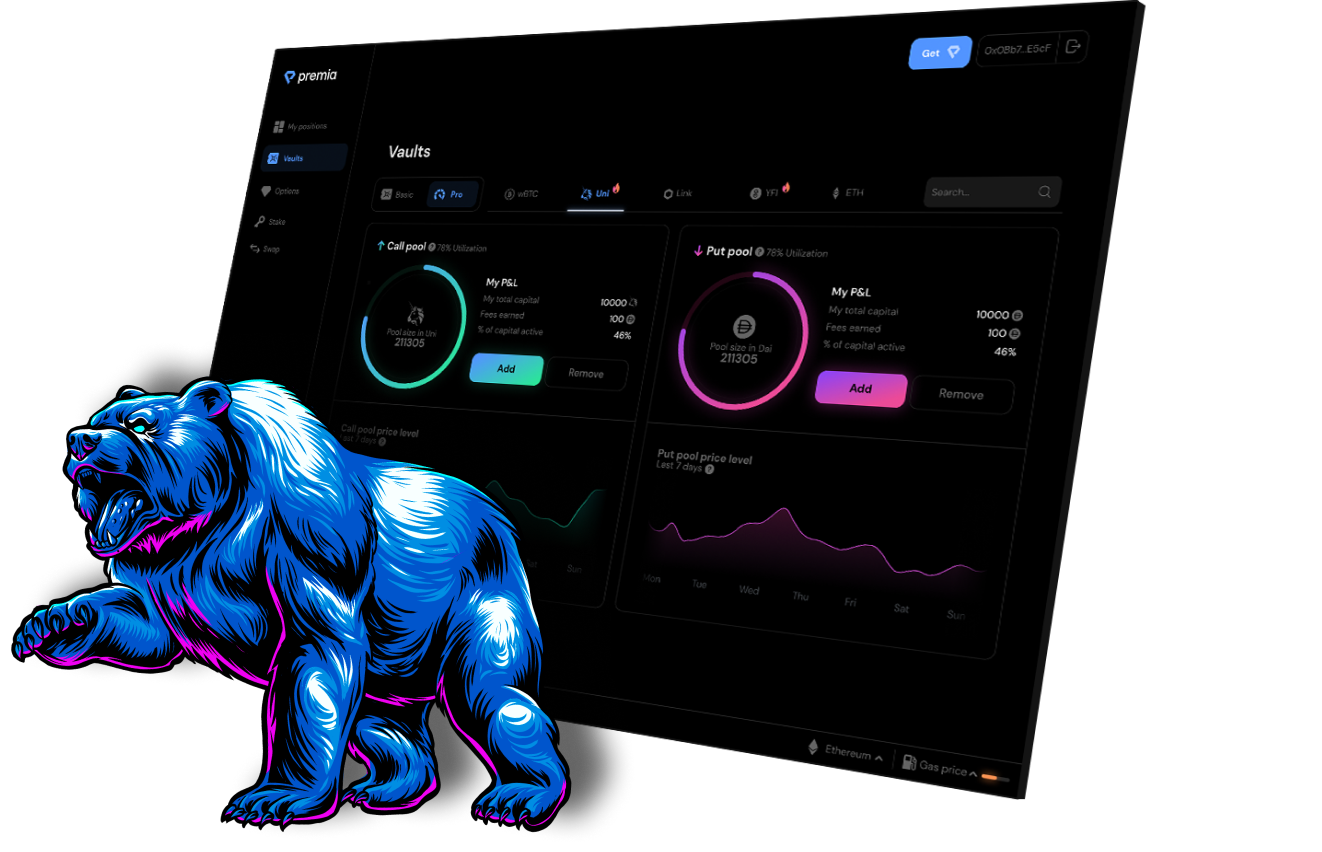 premia
Get
0x0Bb7...E5cF
My positions
Vaults
Options
Stake
Swap
Vaults
Basic
Pro
wBTC
Uni
Link
YFI
ETH
Search...
Call pool ? 78% Utilization
Pool size in Uni
211305
My P&L
My total capital 10000
Fees earned 100
% of capital active 46%
Add
Remove
Put pool ? 78% Utilization
Pool size in Dai
211305
My P&L
My total capital 10000
Fees earned 100
% of capital active 46%
Add
Remove
Call pool price level
Last 7 days ?
Sun
Put pool price level
Last 7 days ?
Mon Tue Wed Thu Fri Sat Sun
Ethereum
Gas price